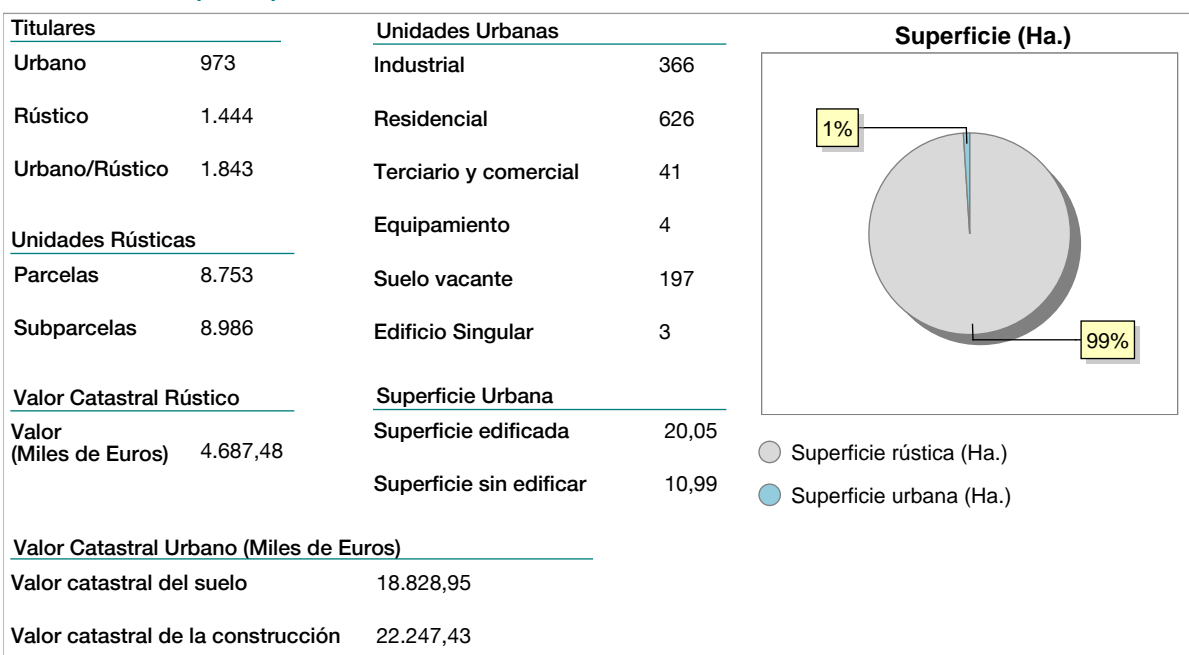 Titulares
Urbano 973
Rústico 1.444
Urbano/Rústico 1.843
Unidades Rústicas
Parcelas 8.753
Subparcelas 8.986
Valor Catastral Rústico
Valor
(Miles de Euros) 4.687,48
Unidades Urbanas
Industrial 366
Residencial 626
Terciario y comercial 41
Equipamiento 4
Suelo vacante 197
Edificio Singular 3
Superficie Urbana
Superficie edificada 20,05
Superficie sin edificar 10,99
Valor Catastral Urbano (Miles de Euros)
Valor catastral del suelo 18.828,95
Valor catastral de la construcción 22.247,43
Superficie (Ha.)
1%
99%
Superficie rústica (Ha.)
Superficie urbana (Ha.)